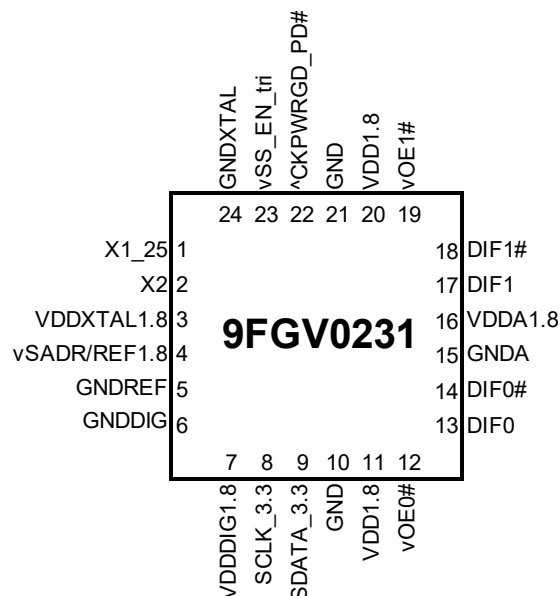 GNDXTAL
vSS_EN_tri
^CKPWRGD_PD#
GND
VDD1.8
vOE1#
24 23 22 21 20 19
X1_25 1
X2 2
VDDXTAL1.8 3
vSADR/REF1.8 4
GNDREF 5
GNDDIG 6
9FGV0231
18 DIF1#
17 DIF1
16 VDDA1.8
15 GNDA
14 DIF0#
13 DIF0
7 8 9 10 11 12
VDDDIG1.8
SCLK_3.3
SDATA_3.3
GND
VDD1.8
vOE0#